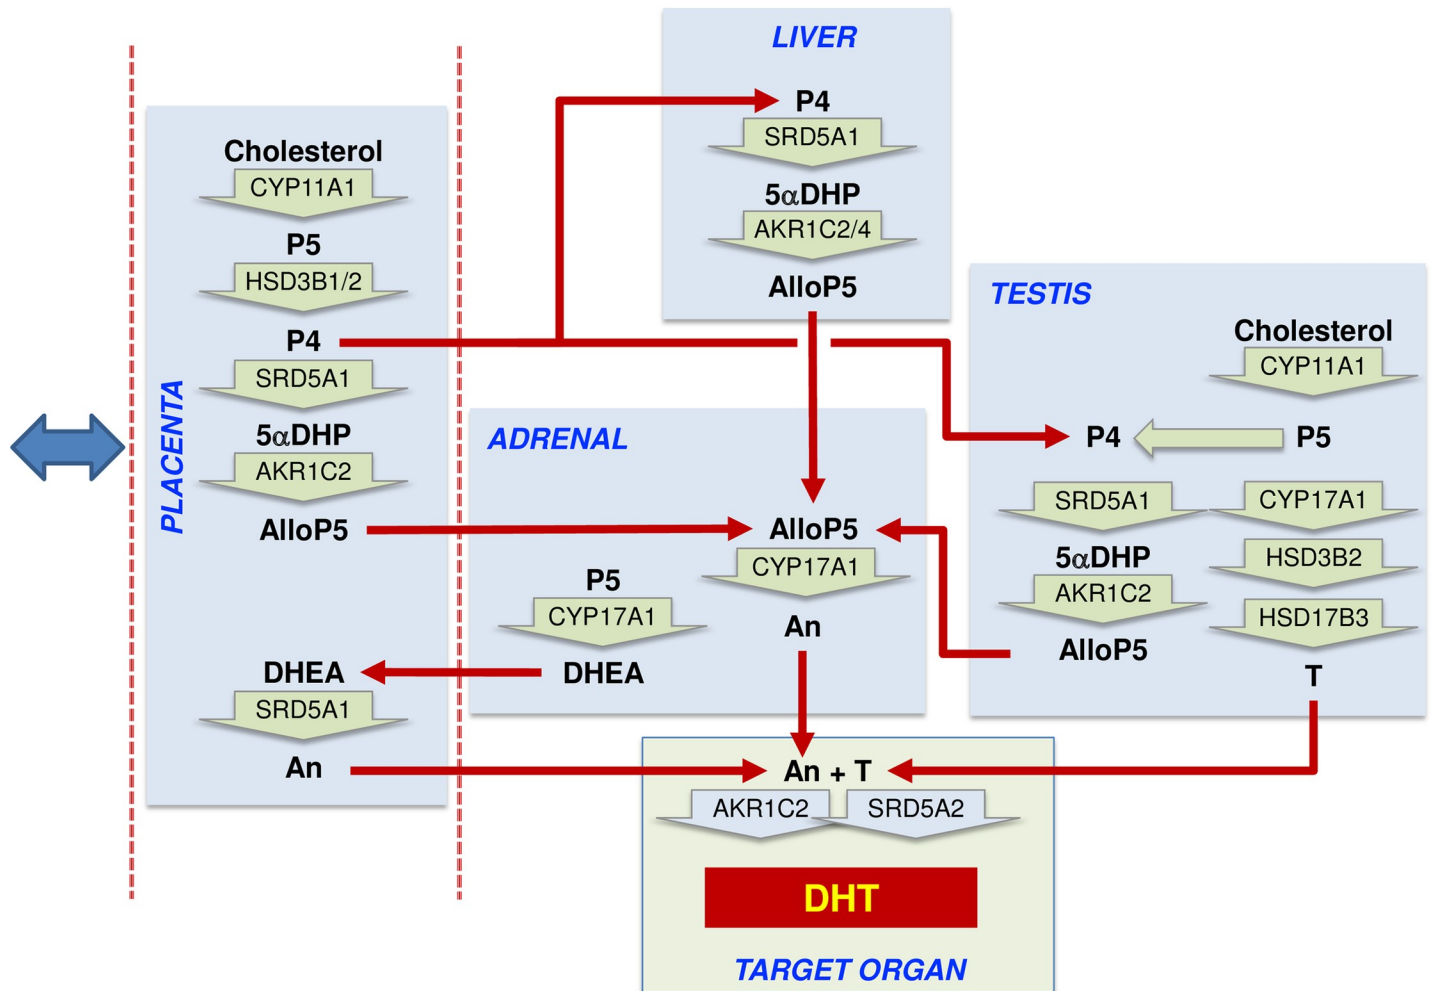 LIVER
P4
SRD5A1
5αDHP
AKR1C2/4
AlloP5
PLACENTA
Cholesterol
CYP11A1
P5
HSD3B1/2
P4
SRD5A1
5αDHP
AKR1C2
AlloP5
DHEA
SRD5A1
An
ADRENAL
AlloP5
CYP17A1
An
P5
CYP17A1
DHEA
TESTIS
Cholesterol
CYP11A1
P4
P5
SRD5A1
5αDHP
AKR1C2
AlloP5
CYP17A1
HSD3B2
HSD17B3
T
An + T
AKR1C2
SRD5A2
DHT
TARGET ORGAN